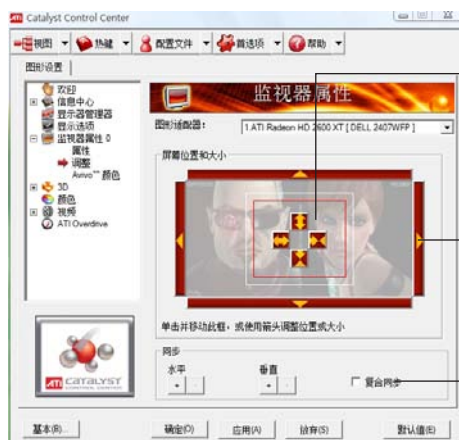 Catalyst Control Center
视图 热键 配置文件 首选项 帮助
图形设置
欢迎
信息中心
显示器管理器
显示选项
监视器属性 0
属性
调整
Avivo™ 颜色
3D
颜色
视频
ATI Overdrive
监视器属性
图形适配器：
1.ATI Radeon HD 2600 XT [ DELL 2407WFP ]
屏幕位置和大小
单击并移动此框，或使用箭头调整位置或大小
同步
水平 垂直
+ - + -
复合同步
ATI CATALYST
CONTROL CENTER
基本(B)... 确定(O) 应用(A) 放弃(S) 默认值(E)